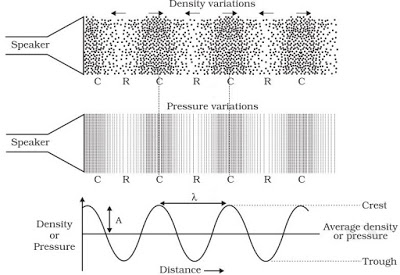 Density variations
Speaker
C R C R C R C
Pressure variations
Speaker
C R C R C R C
λ
Crest
A
Density
or
Pressure
Average density
or pressure
Trough
Distance